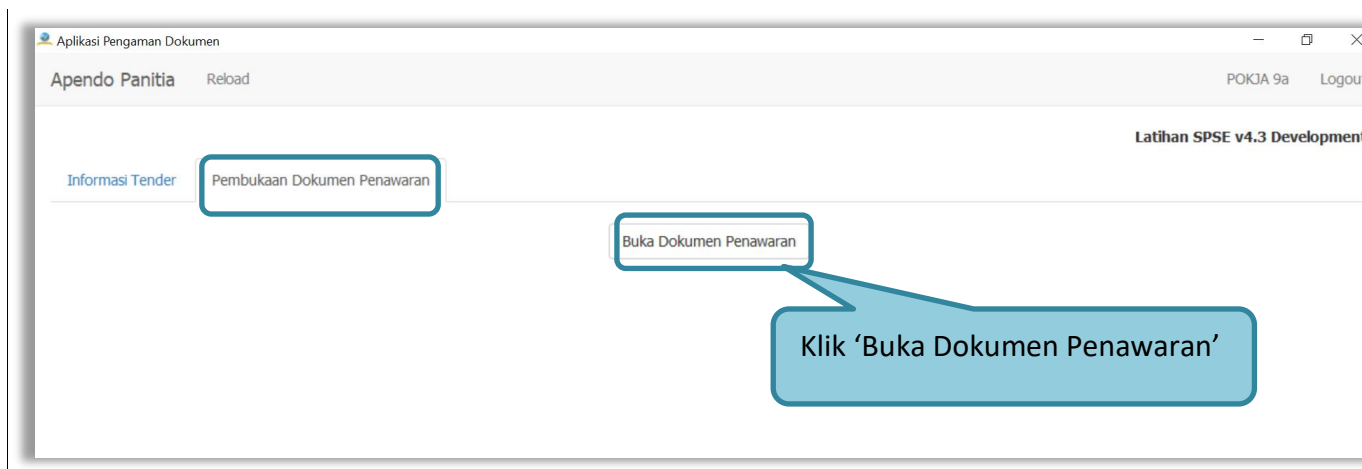 Aplikasi Pengaman Dokumen
Apendo Panitia Reload POKJA 9a Logout
Latihan SPSE v4.3 Development
Informasi Tender Pembukaan Dokumen Penawaran
Buka Dokumen Penawaran
Klik ‘Buka Dokumen Penawaran’